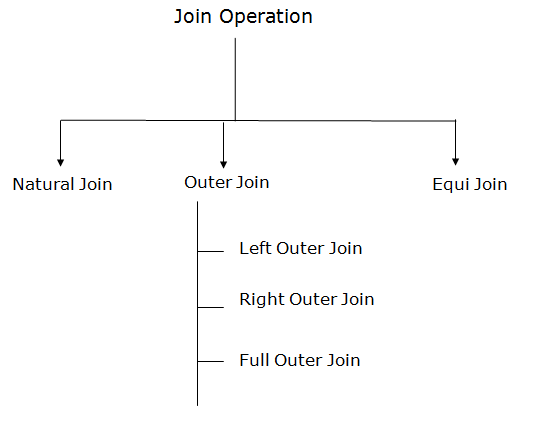 Join Operation
Natural Join
Outer Join
Equi Join
Left Outer Join
Right Outer Join
Full Outer Join